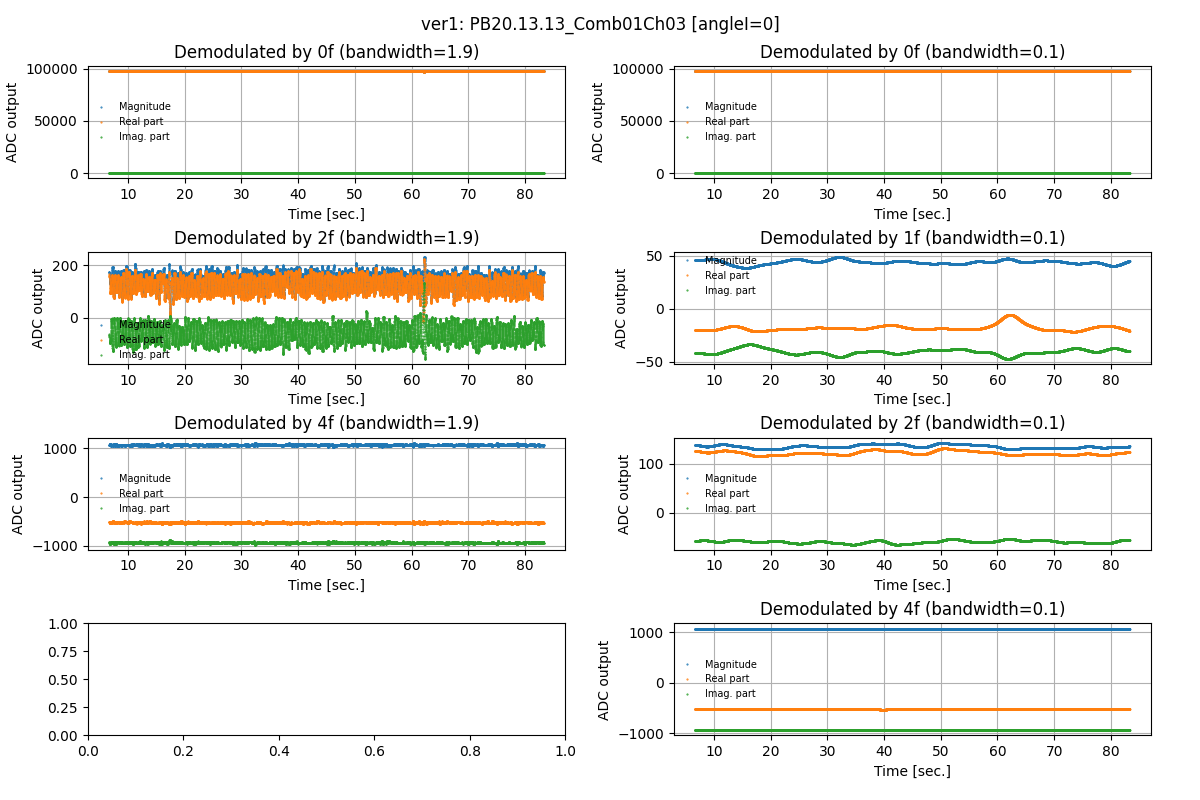 ver1: PB20.13.13_Comb01Ch03 [angleI=0]
Demodulated by 0f (bandwidth=1.9)
ADC output
100000
50000
0
Magnitude
Real part
Imag. part
10 20 30 40 50 60 70 80
Time [sec.]
Demodulated by 0f (bandwidth=0.1)
ADC output
100000
50000
0
Magnitude
Real part
Imag. part
10 20 30 40 50 60 70 80
Time [sec.]
Demodulated by 2f (bandwidth=1.9)
ADC output
200
0
Magnitude
Real part
Imag. part
10 20 30 40 50 60 70 80
Time [sec.]
Demodulated by 1f (bandwidth=0.1)
ADC output
50
0
−50
Magnitude
Real part
Imag. part
10 20 30 40 50 60 70 80
Time [sec.]
Demodulated by 4f (bandwidth=1.9)
ADC output
1000
0
−1000
Magnitude
Real part
Imag. part
10 20 30 40 50 60 70 80
Time [sec.]
Demodulated by 2f (bandwidth=0.1)
ADC output
100
0
Magnitude
Real part
Imag. part
10 20 30 40 50 60 70 80
Time [sec.]
1.00
0.75
0.50
0.25
0.00
0.0 0.2 0.4 0.6 0.8 1.0
Demodulated by 4f (bandwidth=0.1)
ADC output
1000
0
−1000
Magnitude
Real part
Imag. part
10 20 30 40 50 60 70 80
Time [sec.]